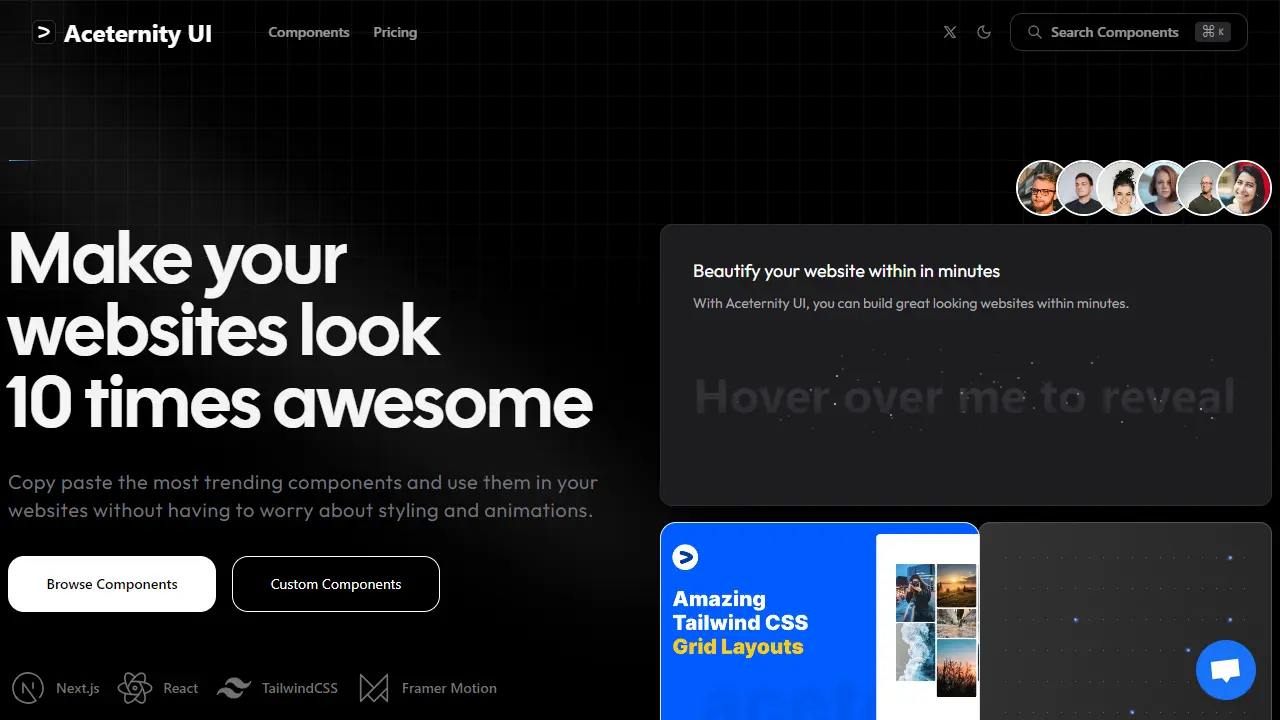 Aceternity UI
Components
Pricing
Search Components
⌘ K
Make your
websites look
10 times awesome
Copy paste the most trending components and use them in your
websites without having to worry about styling and animations.
Browse Components
Custom Components
Next.js
React
TailwindCSS
Framer Motion
Beautify your website within in minutes
With Aceternity UI, you can build great looking websites within minutes.
Hover over me to reveal
Amazing
Tailwind CSS
Grid Layouts